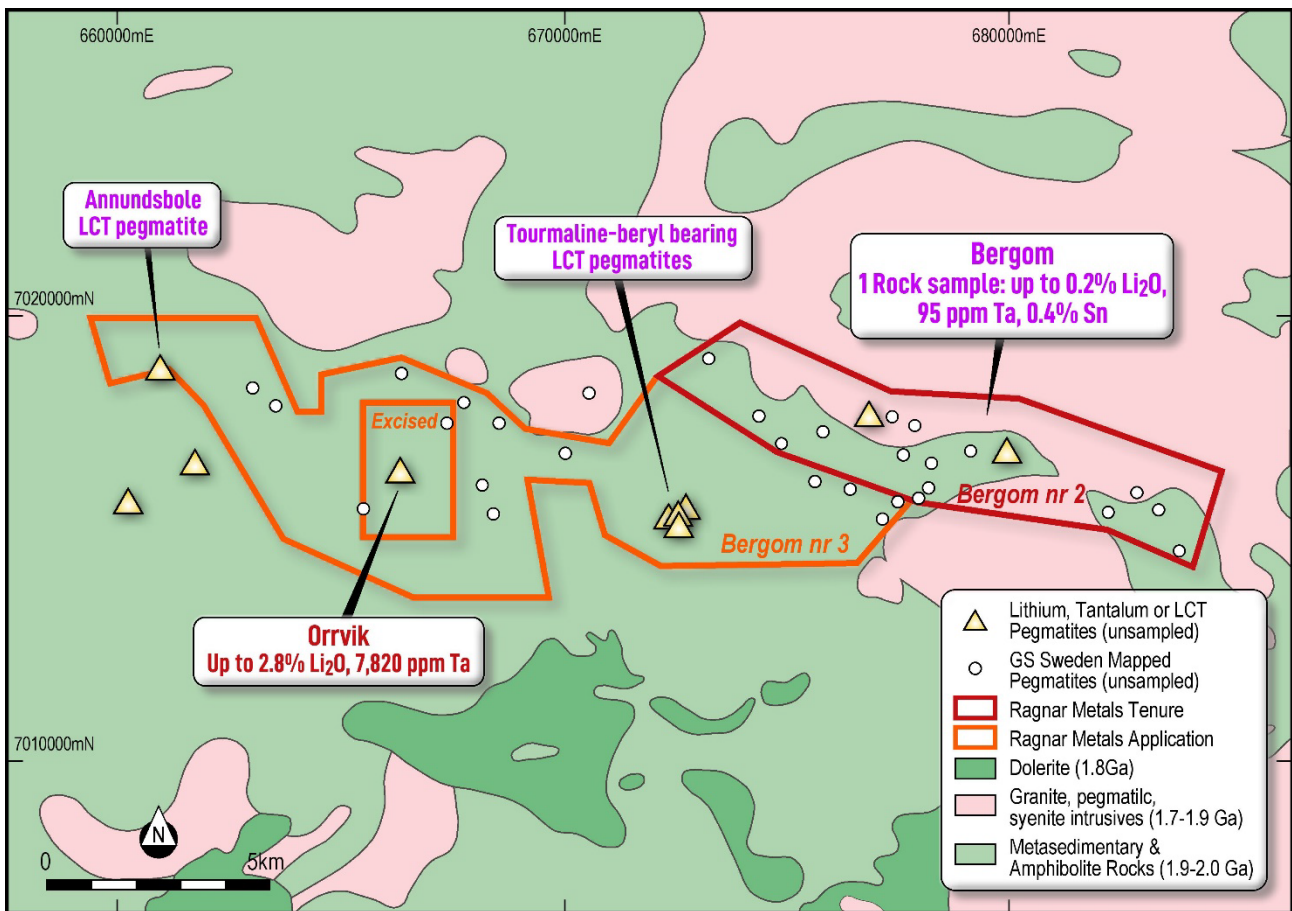 660000mE
670000mE
680000mE
Annundsbole
LCT pegmatite
Tourmaline-beryl bearing
LCT pegmatites
Bergom
1 Rock sample: up to 0.2% Li₂O,
95 ppm Ta, 0.4% Sn
7020000mN
Excised
Bergom nr 2
Bergom nr 3
Orrvik
Up to 2.8% Li₂O, 7,820 ppm Ta
7010000mN
Lithium, Tantalum or LCT
Pegmatites (unsampled)
GS Sweden Mapped
Pegmatites (unsampled)
Ragnar Metals Tenure
Ragnar Metals Application
Dolerite (1.8Ga)
Granite, pegmatilc,
syenite intrusives (1.7-1.9 Ga)
Metasedimentary &
Amphibolite Rocks (1.9-2.0 Ga)
N
0
5km